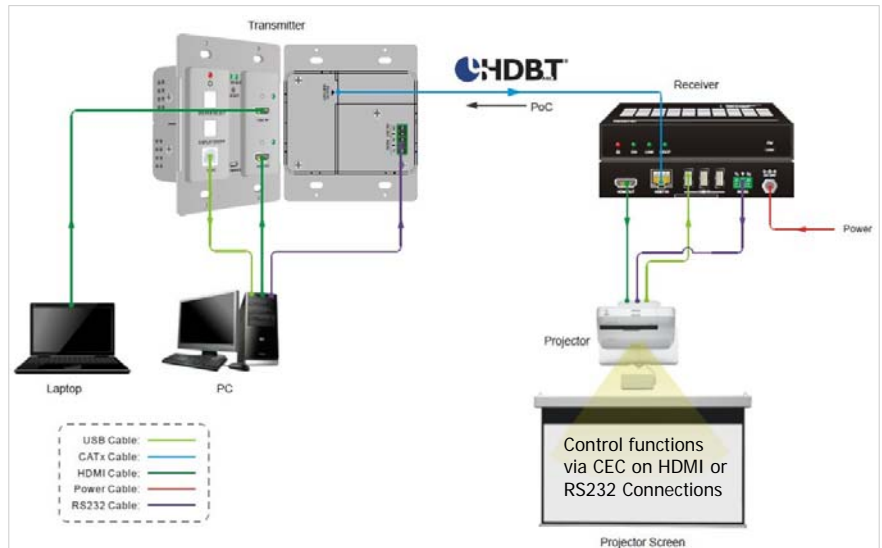 Transmitter
HDBT
PoC
Receiver
Power
Projector
Laptop
PC
USB Cable:
CATx Cable:
HDMI Cable:
Power Cable:
RS232 Cable:
Control functions
via CEC on HDMI or
RS232 Connections
Projector Screen